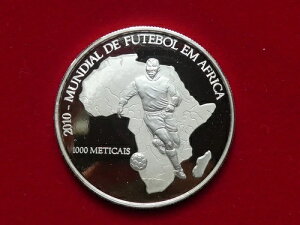 2010 - MUNDIAL DE FUTEBOL EM AFRICA
1000 METICAIS